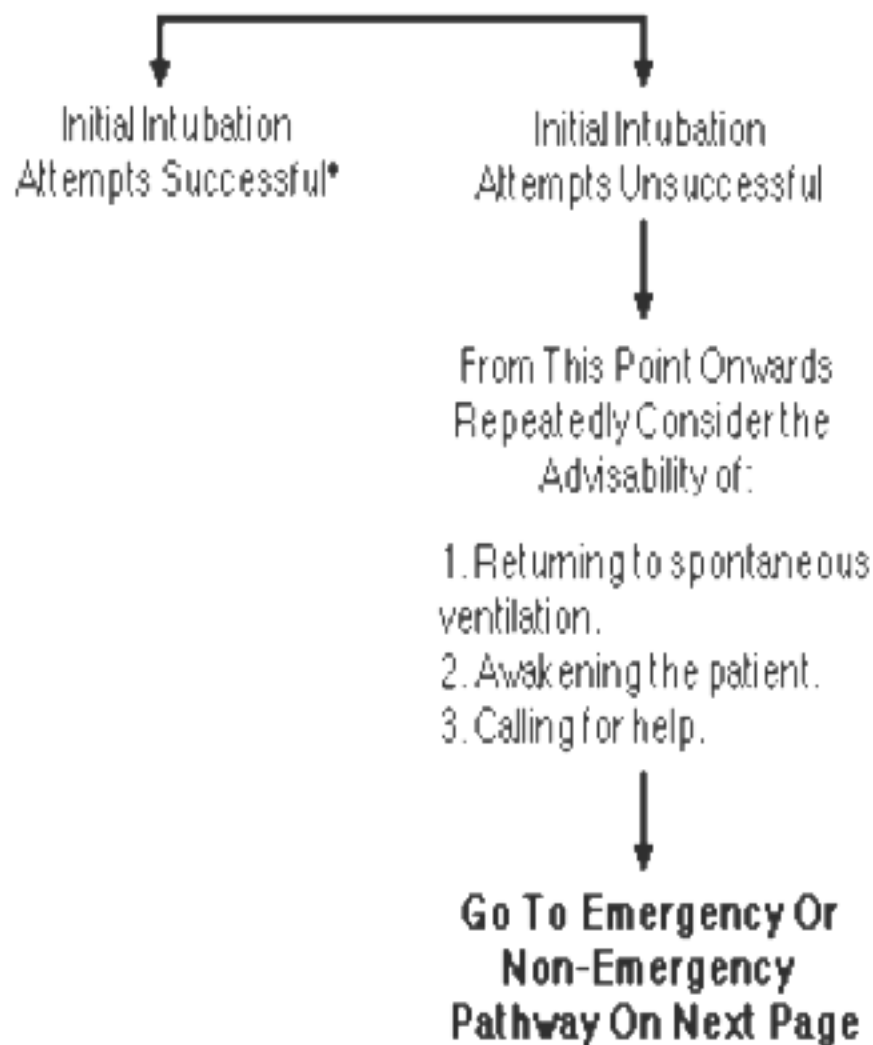 Initial Intubation
Attempts Successful*
Initial Intubation
Attempts Unsuccessful
From This Point Onwards
Repeatedly Consider the
Advisability of:
1. Returning to spontaneous
ventilation.
2. Awakening the patient.
3. Calling for help.
Go To Emergency Or
Non-Emergency
Pathway On Next Page